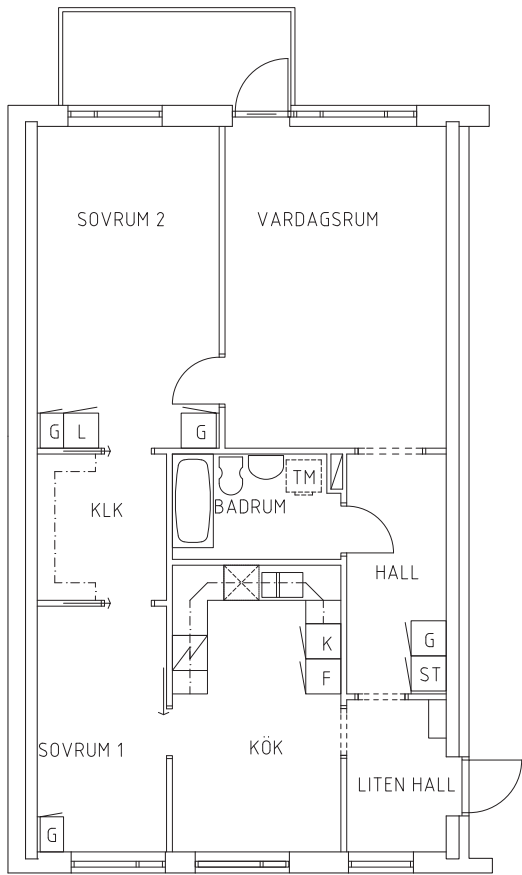 SOVRUM 2
VARDAGSRUM
G L
G
TM
BADRUM
KLK
HALL
G
K
ST
F
KÖK
SOVRUM 1
LITEN HALL
G